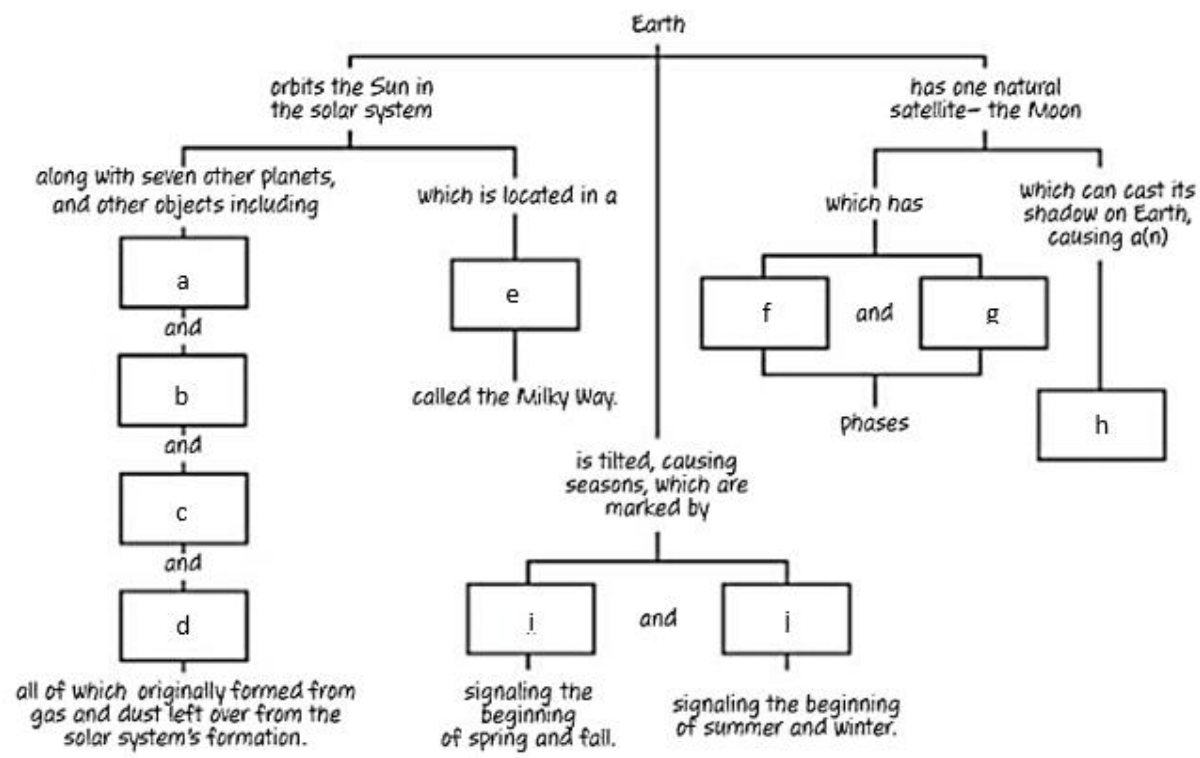 Earth
orbits the Sun in
the solar system
has one natural
satellite– the Moon
along with seven other planets,
and other objects including
which is located in a
which has
which can cast its
shadow on Earth,
causing a(n)
a
and
b
and
c
and
d
all of which originally formed from
gas and dust left over from the
solar system's formation.
e
called the Milky Way.
f
and
g
phases
h
is tilted, causing
seasons, which are
marked by
i
and
j
signaling the
beginning
of spring and fall.
signaling the beginning
of summer and winter.